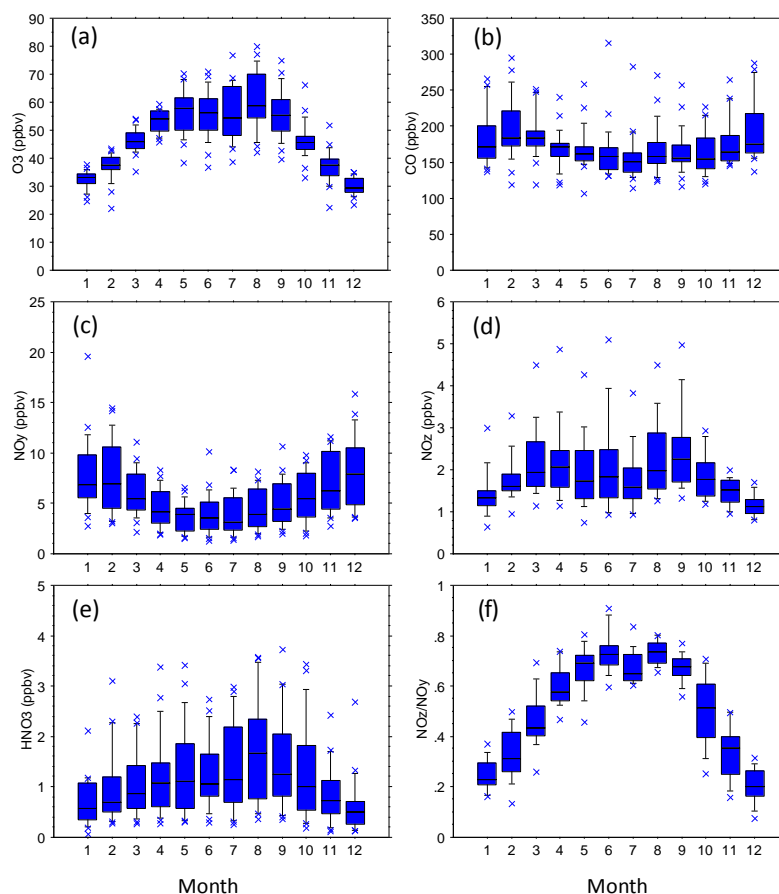 (a)
O3 (ppbv)
90
80
70
60
50
40
30
20
10
0
1 2 3 4 5 6 7 8 9 10 11 12
(b)
CO (ppbv)
350
300
250
200
150
100
50
0
1 2 3 4 5 6 7 8 9 10 11 12
(c)
NOy (ppbv)
25
20
15
10
5
0
1 2 3 4 5 6 7 8 9 10 11 12
(d)
NOz (ppbv)
6
5
4
3
2
1
0
1 2 3 4 5 6 7 8 9 10 11 12
(e)
HNO3 (ppbv)
5
4
3
2
1
0
1 2 3 4 5 6 7 8 9 10 11 12
Month
(f)
NOz/NOy
1
.8
.6
.4
.2
0
1 2 3 4 5 6 7 8 9 10 11 12
Month